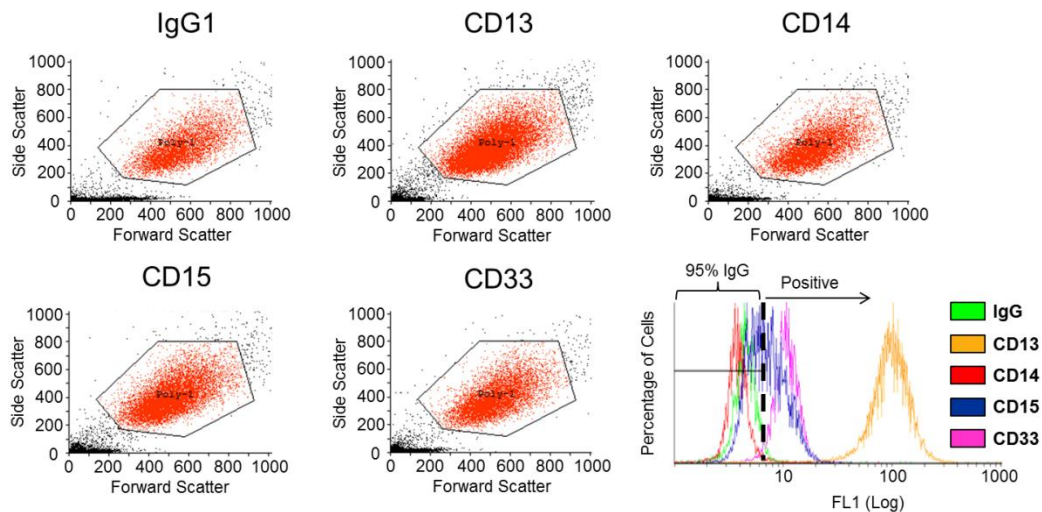 IgG1
CD13
CD14
1000
800
600
400
200
0
Side Scatter
Poly-1
0 200 400 600 800 1000
Forward Scatter
1000
800
600
400
200
0
Side Scatter
Poly-1
0 200 400 600 800 1000
Forward Scatter
1000
800
600
400
200
0
Side Scatter
Poly-1
0 200 400 600 800 1000
Forward Scatter
CD15
CD33
1000
800
600
400
200
0
Side Scatter
Poly-1
0 200 400 600 800 1000
Forward Scatter
1000
800
600
400
200
0
Side Scatter
Poly-1
0 200 400 600 800 1000
Forward Scatter
95% IgG
Positive
Percentage of Cells
10 100 1000
FL1 (Log)
IgG
CD13
CD14
CD15
CD33